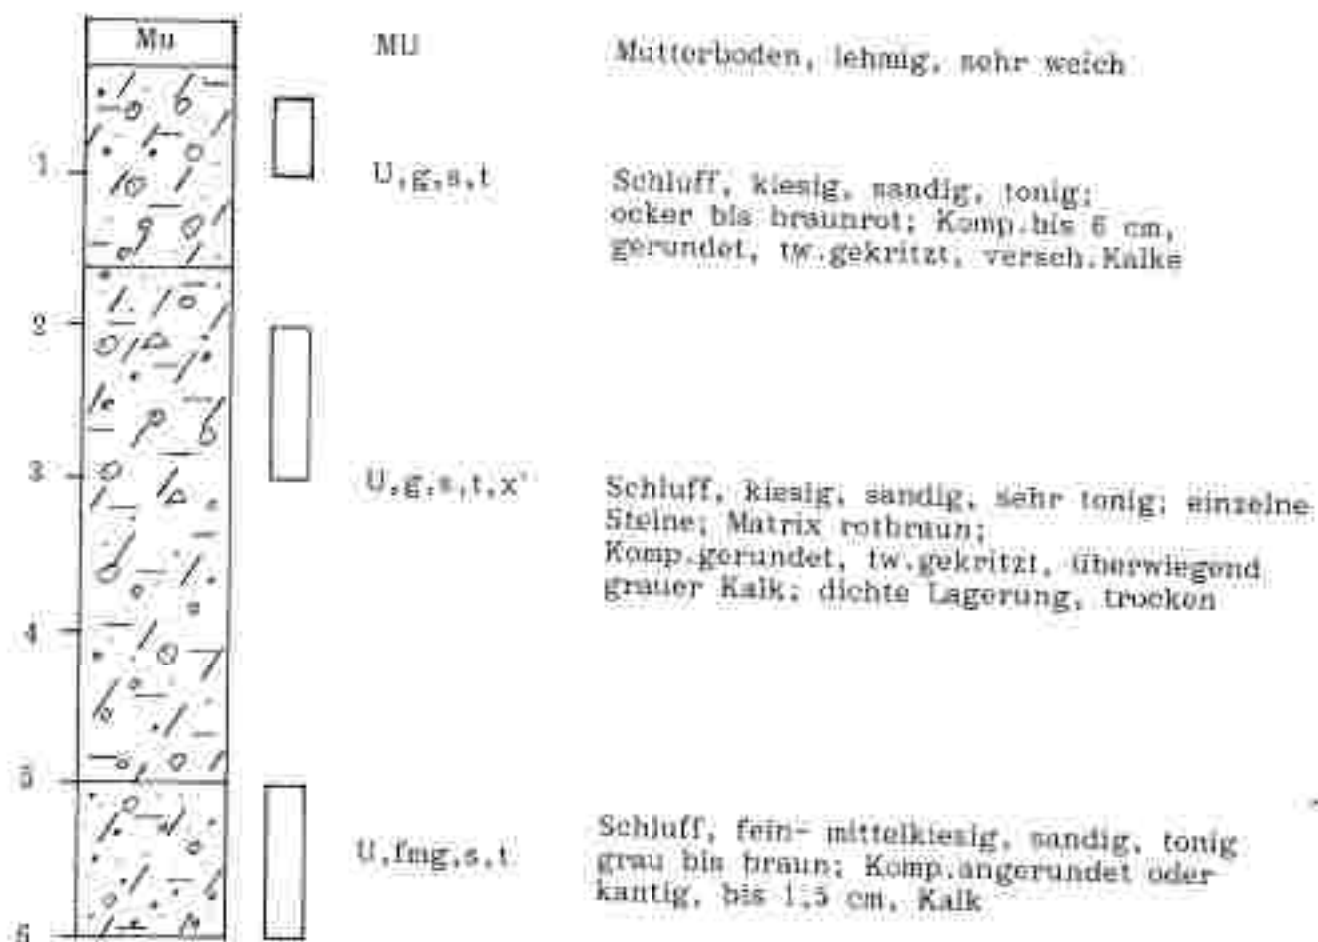 Mu
MU
Mutterboden, lehmig, sehr weich
1
U,g,s,t
Schluff, kiesig, sandig, tonig;
ocker bis braunrot; Komp.bis 6 cm,
gerundet, tw.gekritzt, versch.Kalke
2
3
U,g,s,t,x'
Schluff, kiesig, sandig, sehr tonig; einzelne
Steine; Matrix rotbraun;
Komp.gerundet, tw.gekritzt, überwiegend
grauer Kalk; dichte Lagerung, trocken
4
5
U,fmg,s,t
Schluff, fein- mittelkiesig, sandig, tonig
grau bis braun; Komp.angerundet oder
kantig, bis 1,5 cm, Kalk